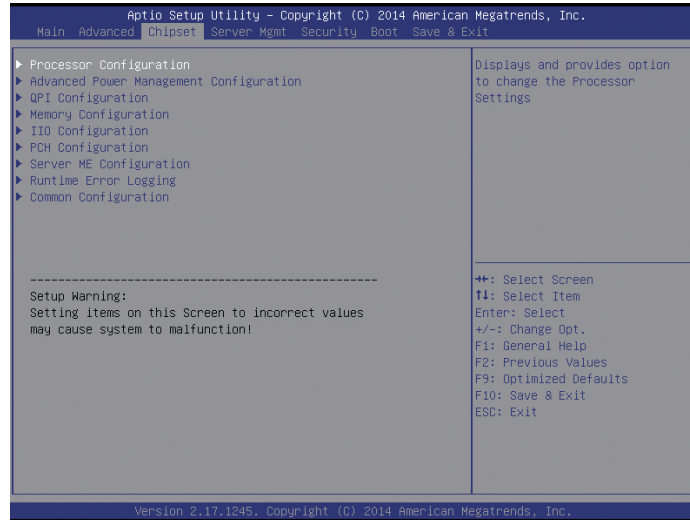 Aptio Setup Utility – Copyright (C) 2014 American Megatrends, Inc.
Main Advanced Chipset Server Mgmt Security Boot Save & Exit
▶ Processor Configuration
▶ Advanced Power Management Configuration
▶ QPI Configuration
▶ Memory Configuration
▶ IIO Configuration
▶ PCH Configuration
▶ Server ME Configuration
▶ Runtime Error Logging
▶ Common Configuration
------------------------------------------------
Setup Warning:
Setting items on this Screen to incorrect values
may cause system to malfunction!
Displays and provides option
to change the Processor
Settings
→←: Select Screen
↑↓: Select Item
Enter: Select
+/-: Change Opt.
F1: General Help
F2: Previous Values
F9: Optimized Defaults
F10: Save & Exit
ESC: Exit
Version 2.17.1245. Copyright (C) 2014 American Megatrends, Inc.